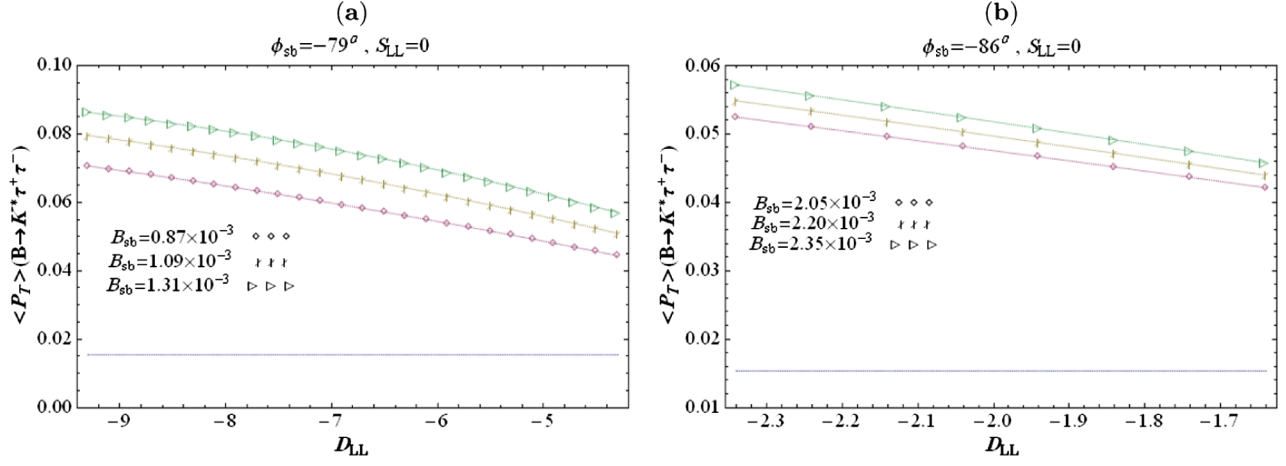 (a)
ϕsb=−79°, SLL=0
<PT>(B→K*τ+τ−)
0.10
0.08
0.06
0.04
0.02
0.00
Bsb=0.87×10−3
Bsb=1.09×10−3
Bsb=1.31×10−3
−9 −8 −7 −6 −5
DLL
(b)
ϕsb=−86°, SLL=0
<PT>(B→K*τ+τ−)
0.06
0.05
0.04
0.03
0.02
0.01
Bsb=2.05×10−3
Bsb=2.20×10−3
Bsb=2.35×10−3
−2.3 −2.2 −2.1 −2.0 −1.9 −1.8 −1.7
DLL